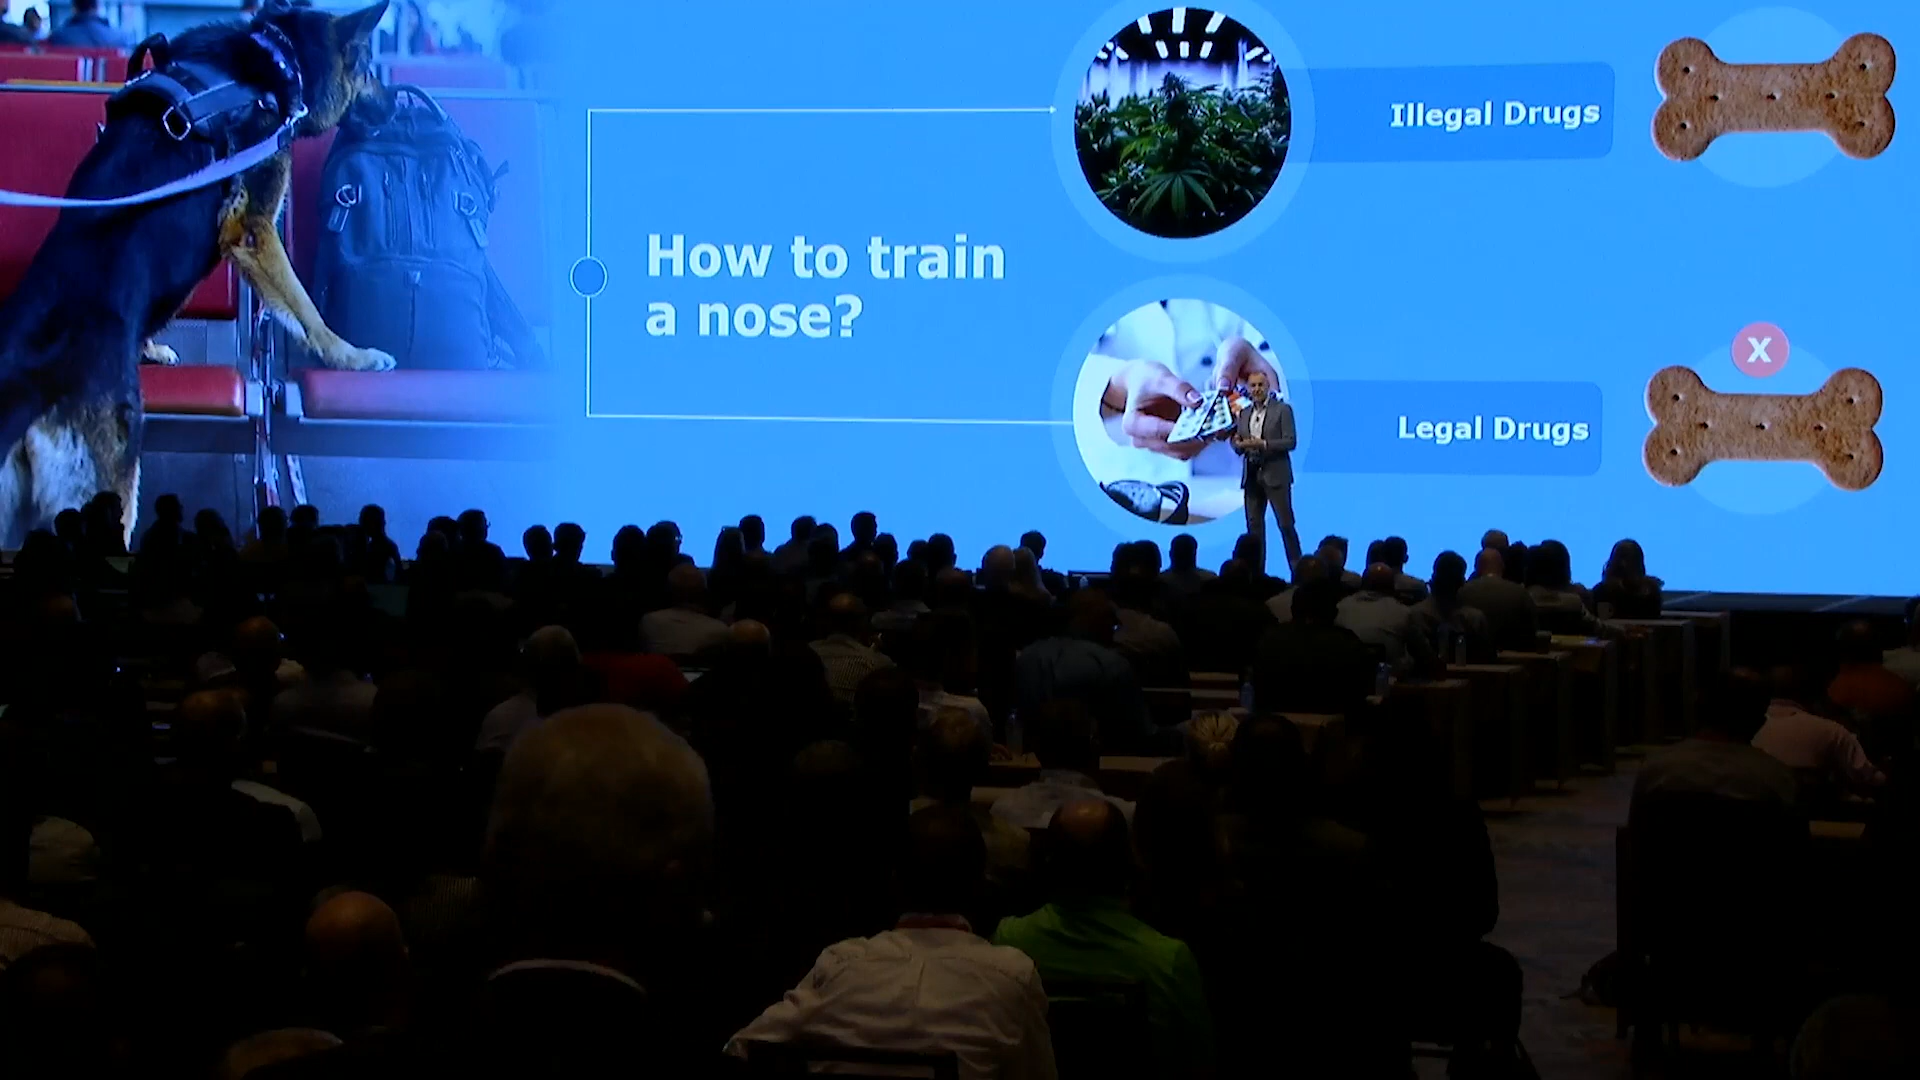 How to train
a nose?
Illegal Drugs
X
Legal Drugs